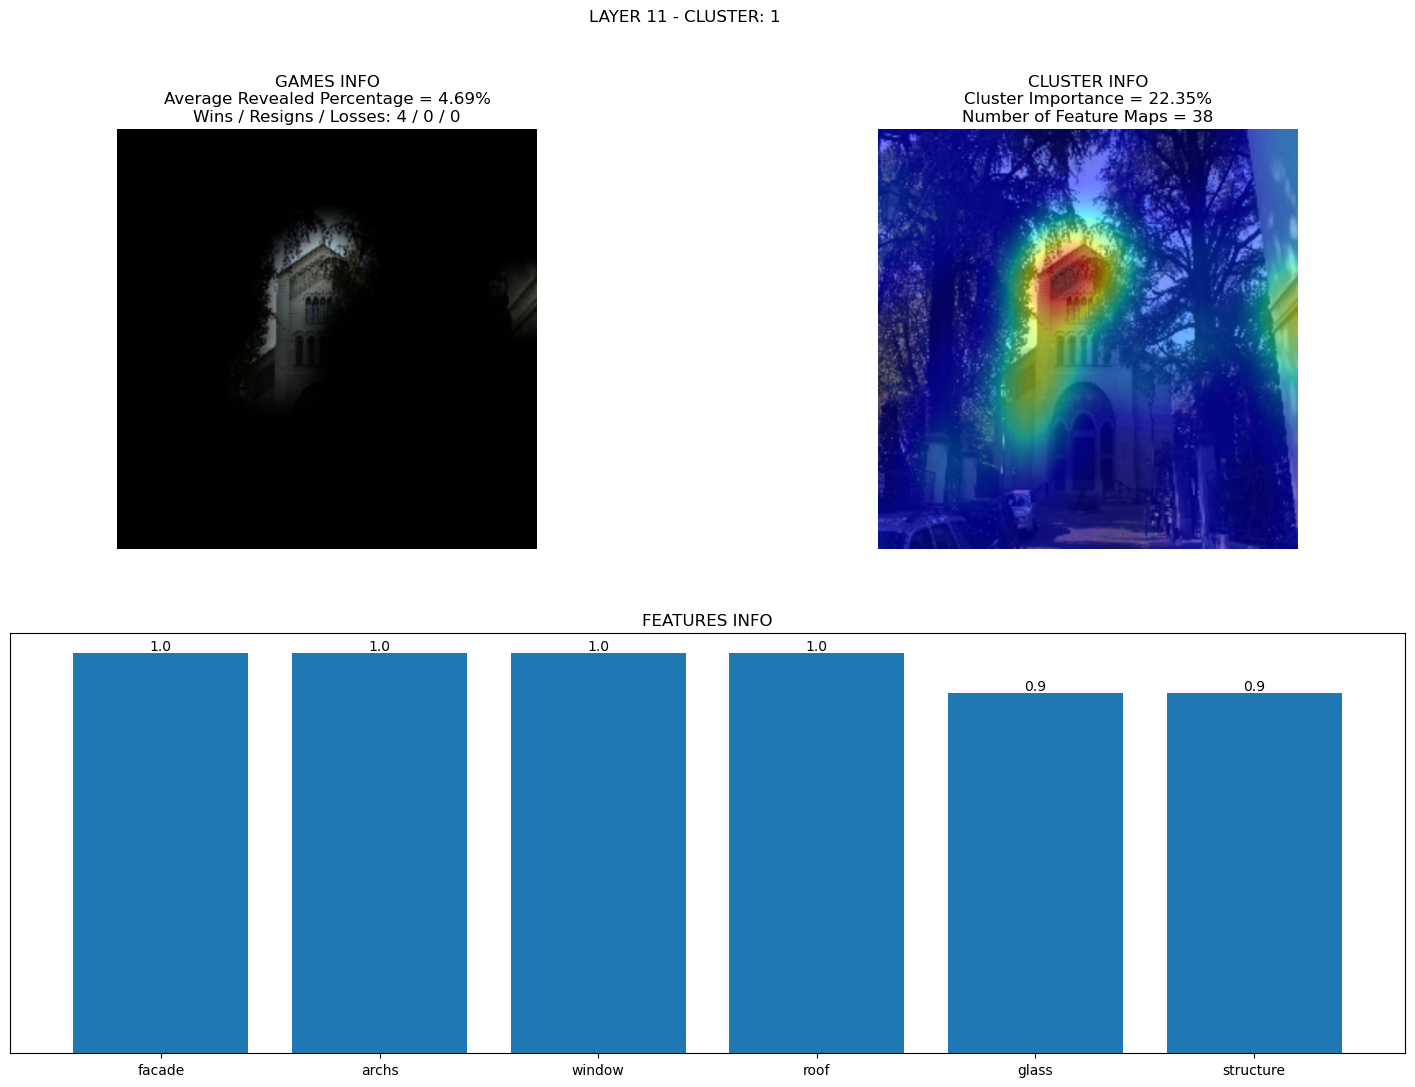 LAYER 11 - CLUSTER: 1
GAMES INFO
Average Revealed Percentage = 4.69%
Wins / Resigns / Losses: 4 / 0 / 0
CLUSTER INFO
Cluster Importance = 22.35%
Number of Feature Maps = 38
FEATURES INFO
1.0 1.0 1.0 1.0 0.9 0.9
facade archs window roof glass structure